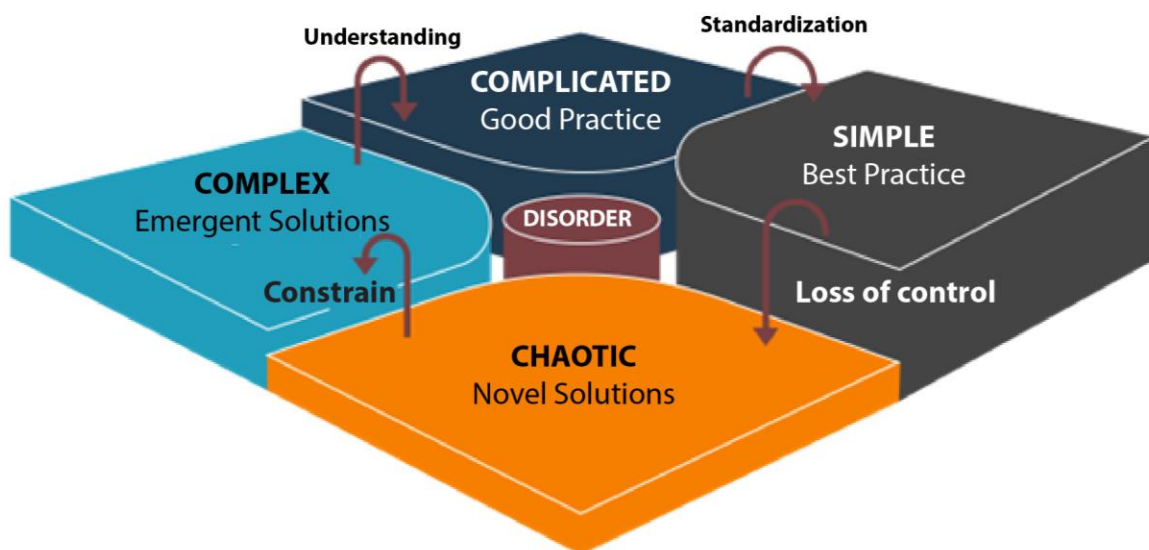 Understanding
Standardization
COMPLICATED
Good Practice
SIMPLE
Best Practice
COMPLEX
Emergent Solutions
DISORDER
Constrain
Loss of control
CHAOTIC
Novel Solutions